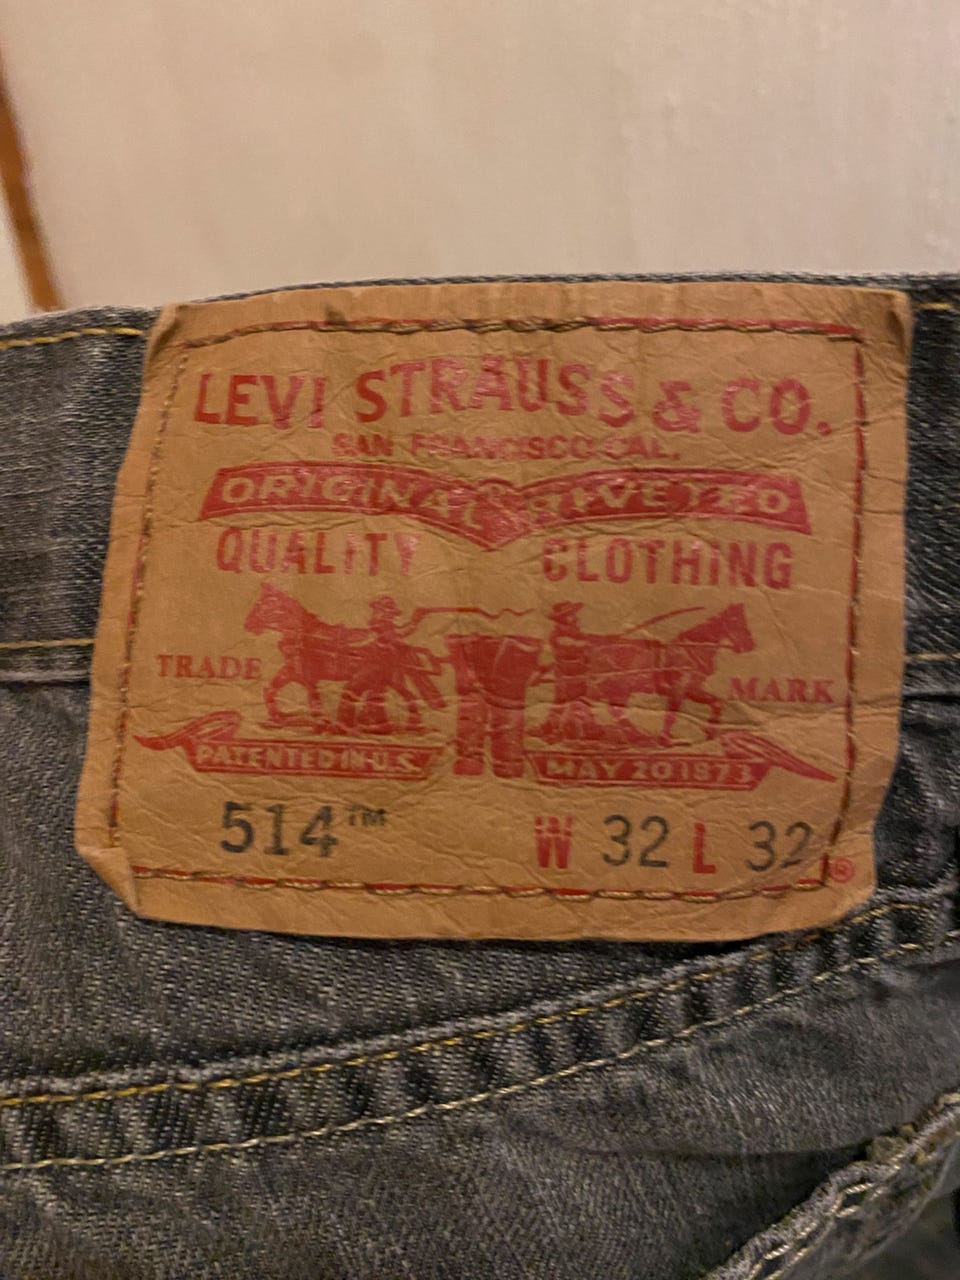 LEVI STRAUSS & CO.
SAN FRANCISCO CAL.
ORIGINAL RIVETED
QUALITY CLOTHING
TRADE MARK
PATENTED IN U.S. MAY 20 1873
514™ W 32 L 32 ®